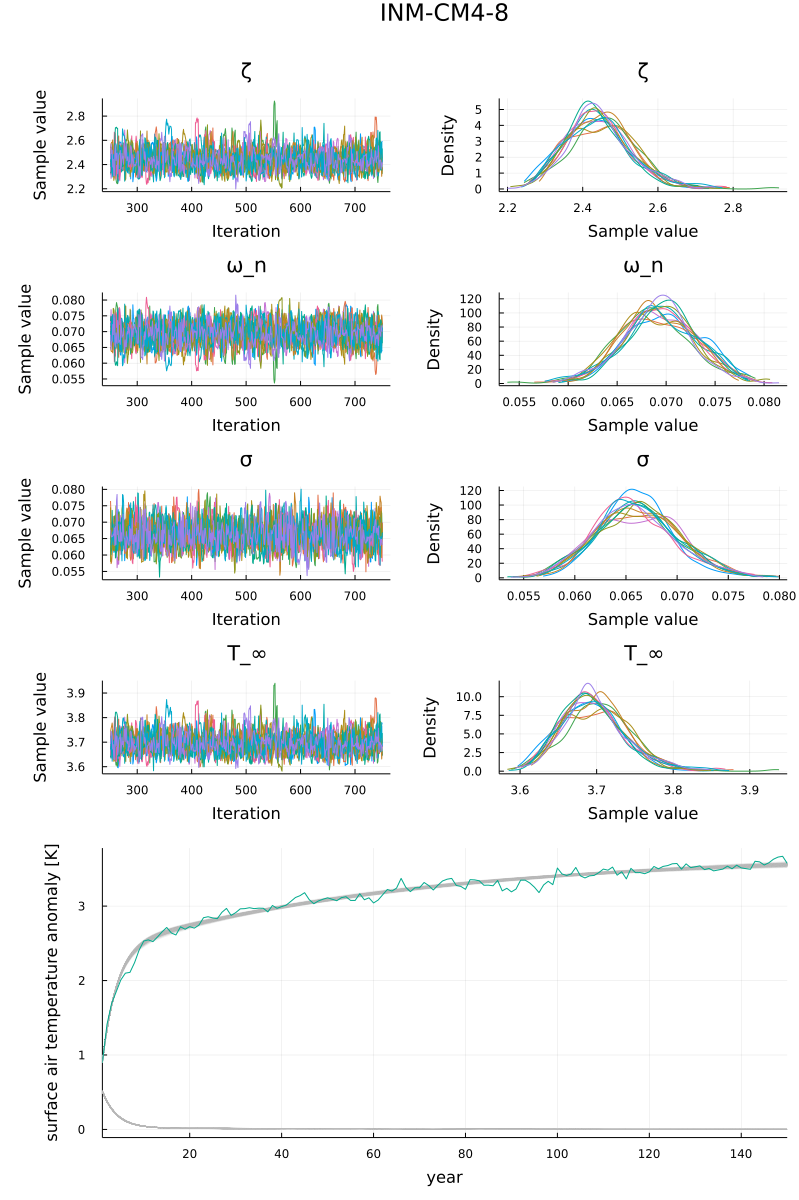 INM-CM4-8
ζ ζ
Sample value
2.8
2.6
2.4
2.2
300 400 500 600 700
Iteration
Density
5
4
3
2
1
0
2.2 2.4 2.6 2.8
Sample value
ω_n ω_n
Sample value
0.080
0.075
0.070
0.065
0.060
0.055
300 400 500 600 700
Iteration
Density
120
100
80
60
40
20
0
0.055 0.060 0.065 0.070 0.075 0.080
Sample value
σ σ
Sample value
0.080
0.075
0.070
0.065
0.060
0.055
300 400 500 600 700
Iteration
Density
120
100
80
60
40
20
0
0.055 0.060 0.065 0.070 0.075 0.080
Sample value
T_∞ T_∞
Sample value
3.9
3.8
3.7
3.6
300 400 500 600 700
Iteration
Density
10.0
7.5
5.0
2.5
0.0
3.6 3.7 3.8 3.9
Sample value
surface air temperature anomaly [K]
3
2
1
0
20 40 60 80 100 120 140
year